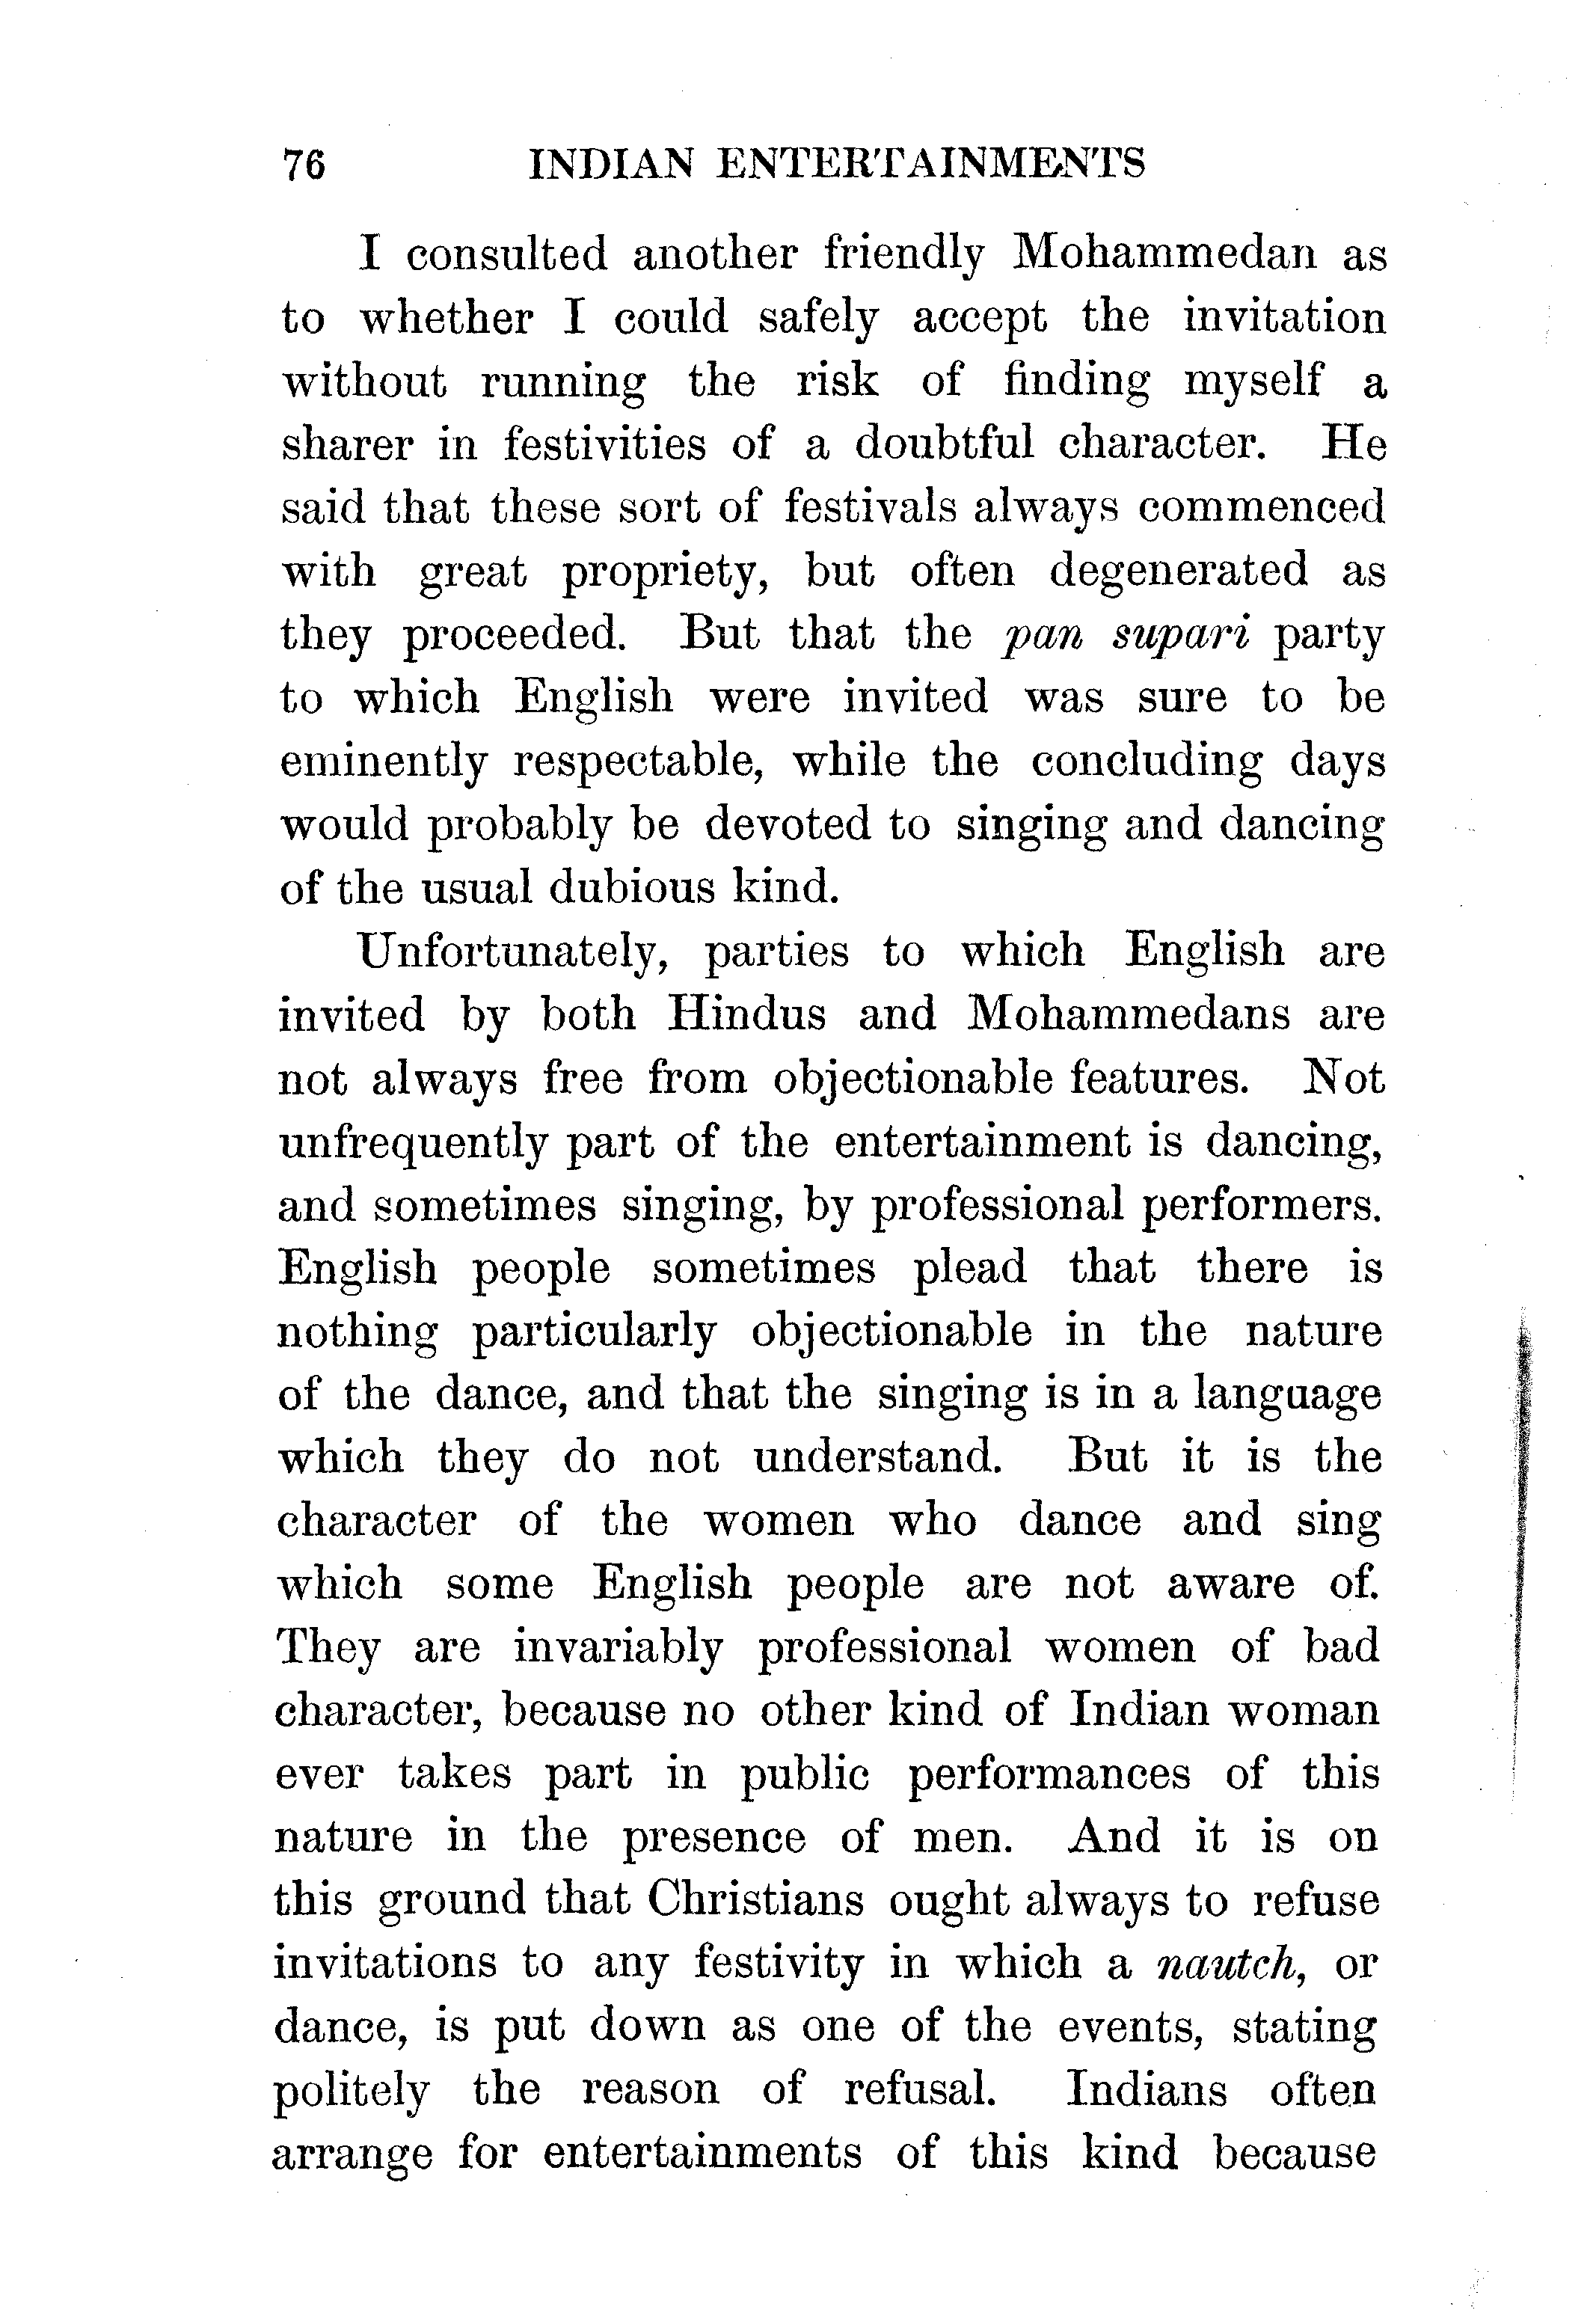 76 INDIAN ENTERTAINMENTS
I consulted another friendly Mohammedan as
to whether I could safely accept the invitation
without running the risk of finding myself a
sharer in festivities of a doubtful character. He
said that these sort of festivals always commenced
with great propriety, but often degenerated as
they proceeded. But that the pan supari party
to which English were invited was sure to be
eminently respectable, while the concluding days
would probably be devoted to singing and dancing
of the usual dubious kind.
Unfortunately, parties to which English are
invited by both Hindus and Mohammedans are
not always free from objectionable features. Not
unfrequently part of the entertainment is dancing,
and sometimes singing, by professional performers.
English people sometimes plead that there is
nothing particularly objectionable in the nature
of the dance, and that the singing is in a language
which they do not understand. But it is the
character of the women who dance and sing
which some English people are not aware of.
They are invariably professional women of bad
character, because no other kind of Indian woman
ever takes part in public performances of this
nature in the presence of men. And it is on
this ground that Christians ought always to refuse
invitations to any festivity in which a nautch, or
dance, is put down as one of the events, stating
politely the reason of refusal. Indians often
arrange for entertainments of this kind because